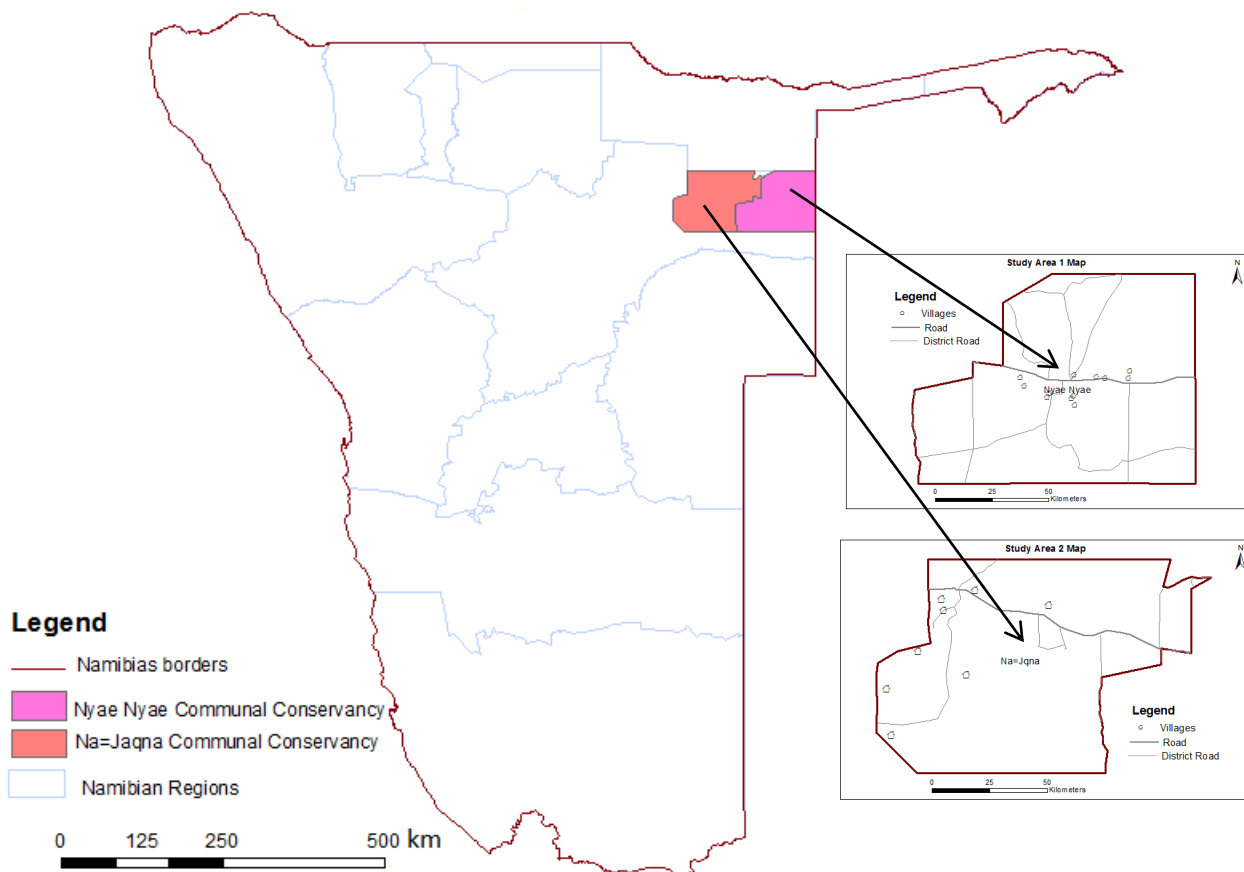 Legend
Namibias borders
Nyae Nyae Communal Conservancy
Na=Jaqna Communal Conservancy
Namibian Regions
0 125 250 500 km
Study Area 1 Map
N
Legend
Villages
Road
District Road
Nyae Nyae
0 25 50
Kilometers
Study Area 2 Map
N
Na=Jqna
Legend
Villages
Road
District Road
0 25 50
Kilometers